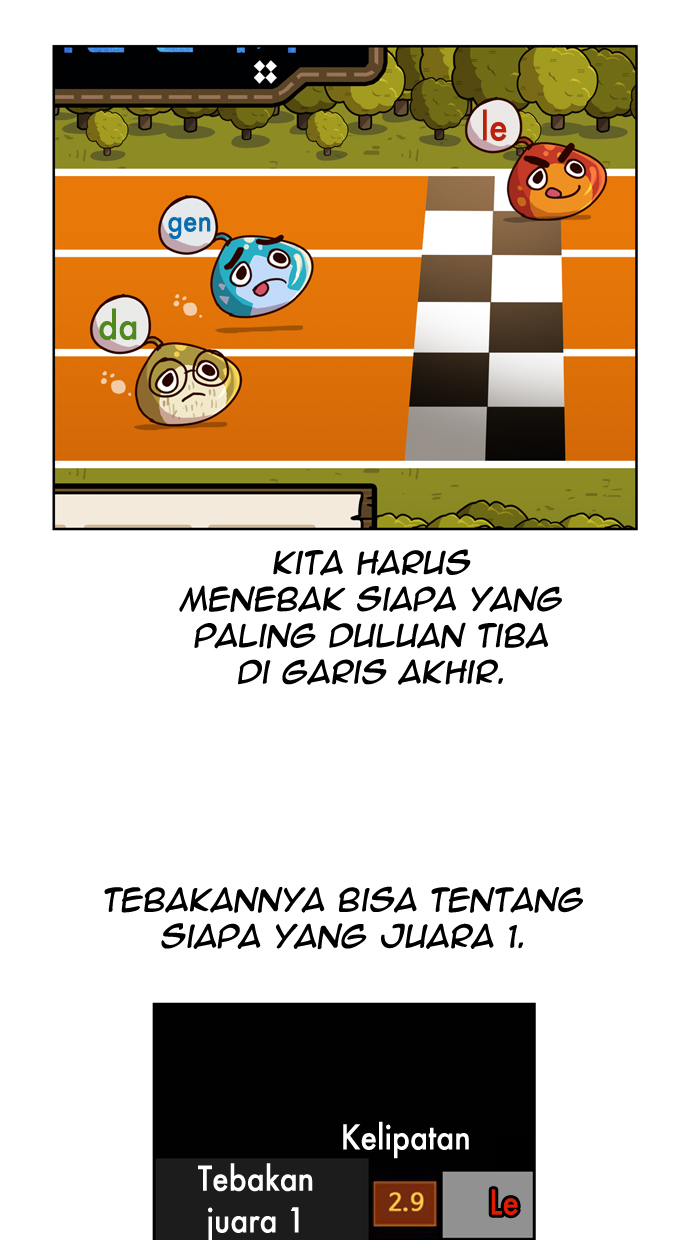 le
gen
da
KITA HARUS
MENEBAK SIAPA YANG
PALING DULUAN TIBA
DI GARIS AKHIR.
TEBAKANNYA BISA TENTANG
SIAPA YANG JUARA 1.
Kelipatan
Tebakan
juara 1
2.9
Le